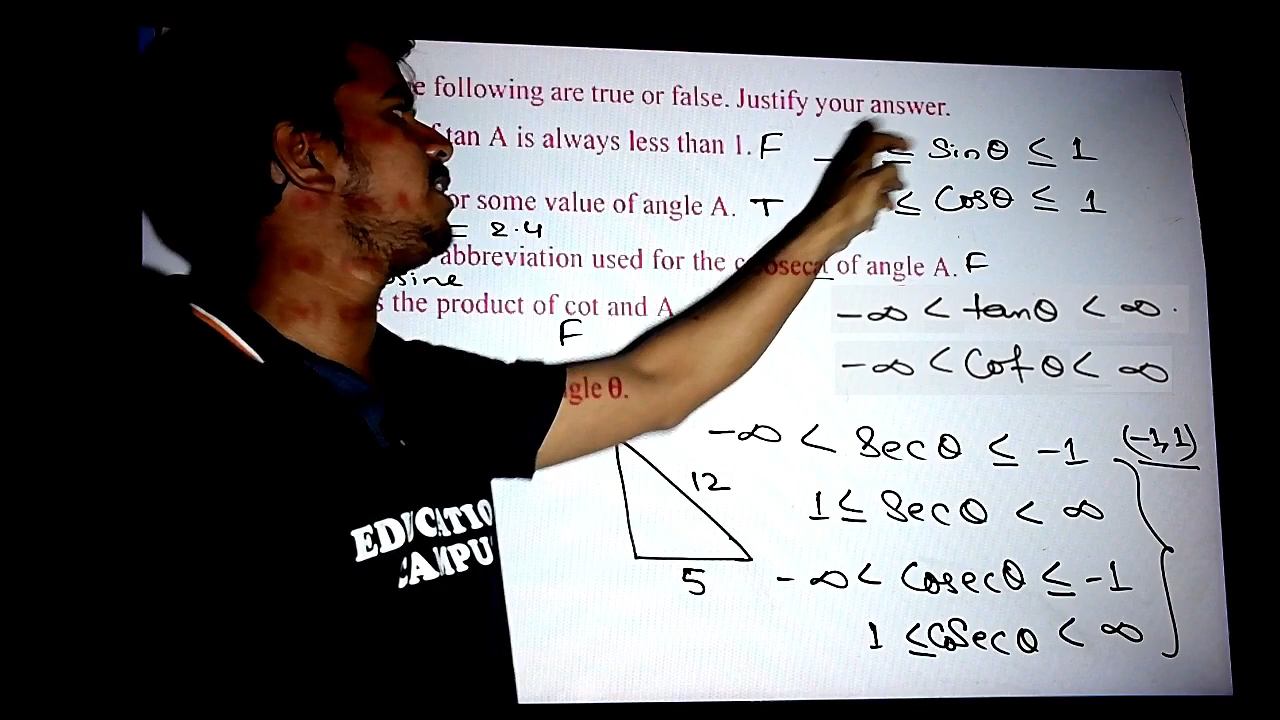 following are true or false. Justify your answer.
tan A is always less than 1. F
≤ Sinθ ≤ 1
some value of angle A. T
≤ Cosθ ≤ 1
= 2.4
abbreviation used for the cosecant of angle A. F
the product of cot and A
F
-∞ < tanθ < ∞.
-∞ < Cotθ < ∞
gle θ.
-∞ < Secθ ≤ -1 (-1,1)
12
1 ≤ Secθ < ∞
5
-∞ < Cosecθ ≤ -1
1 ≤ Cosecθ < ∞
EDUCATIO
CAMPU